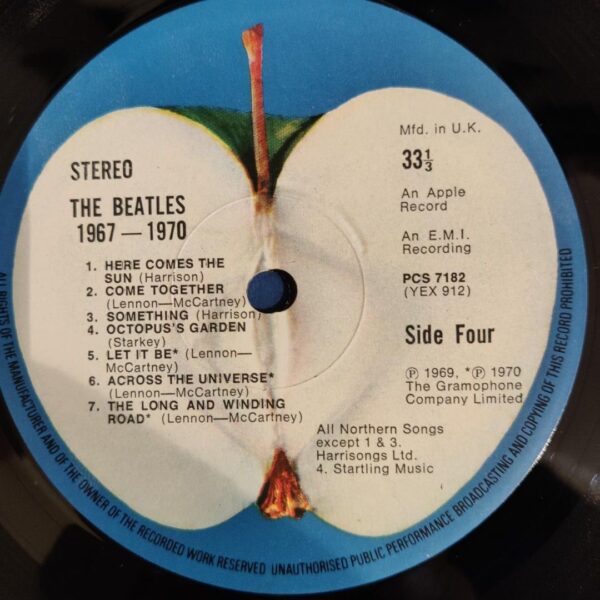 STEREO
THE BEATLES
1967 — 1970
1. HERE COMES THE
SUN (Harrison)
2. COME TOGETHER
(Lennon—McCartney)
3. SOMETHING (Harrison)
4. OCTOPUS'S GARDEN
(Starkey)
5. LET IT BE* (Lennon—
McCartney)
6. ACROSS THE UNIVERSE*
(Lennon—McCartney)
7. THE LONG AND WINDING
ROAD* (Lennon—McCartney)
Mfd. in U.K.
33⅓
An Apple
Record
An E.M.I.
Recording
PCS 7182
(YEX 912)
Side Four
Ⓟ 1969, *Ⓟ 1970
The Gramophone
Company Limited
All Northern Songs
except 1 & 3.
Harrisongs Ltd.
4. Startling Music
ALL RIGHTS OF THE MANUFACTURER AND OF THE OWNER OF THE RECORDED WORK RESERVED UNAUTHORISED PUBLIC PERFORMANCE BROADCASTING AND COPYING OF THIS RECORD PROHIBITED